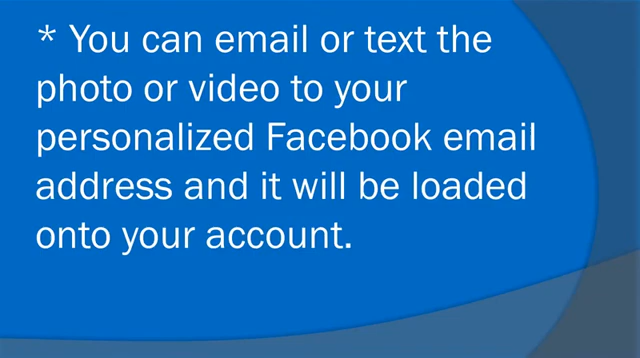 * You can email or text the
photo or video to your
personalized Facebook email
address and it will be loaded
onto your account.